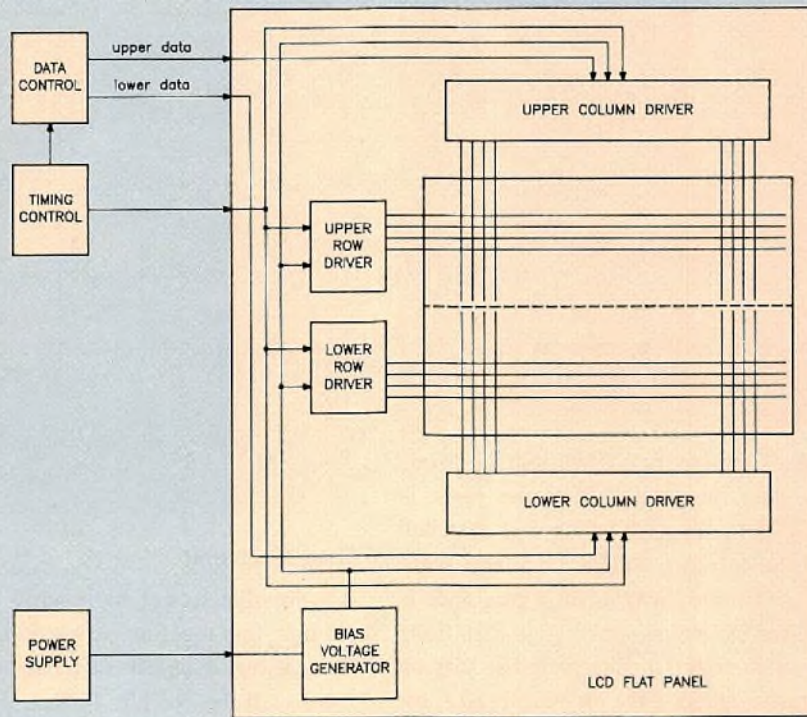 upper data
DATA
CONTROL
lower data
UPPER COLUMN DRIVER
TIMING
CONTROL
UPPER
ROW
DRIVER
LOWER
ROW
DRIVER
LOWER COLUMN DRIVER
POWER
SUPPLY
BIAS
VOLTAGE
GENERATOR
LCD FLAT PANEL